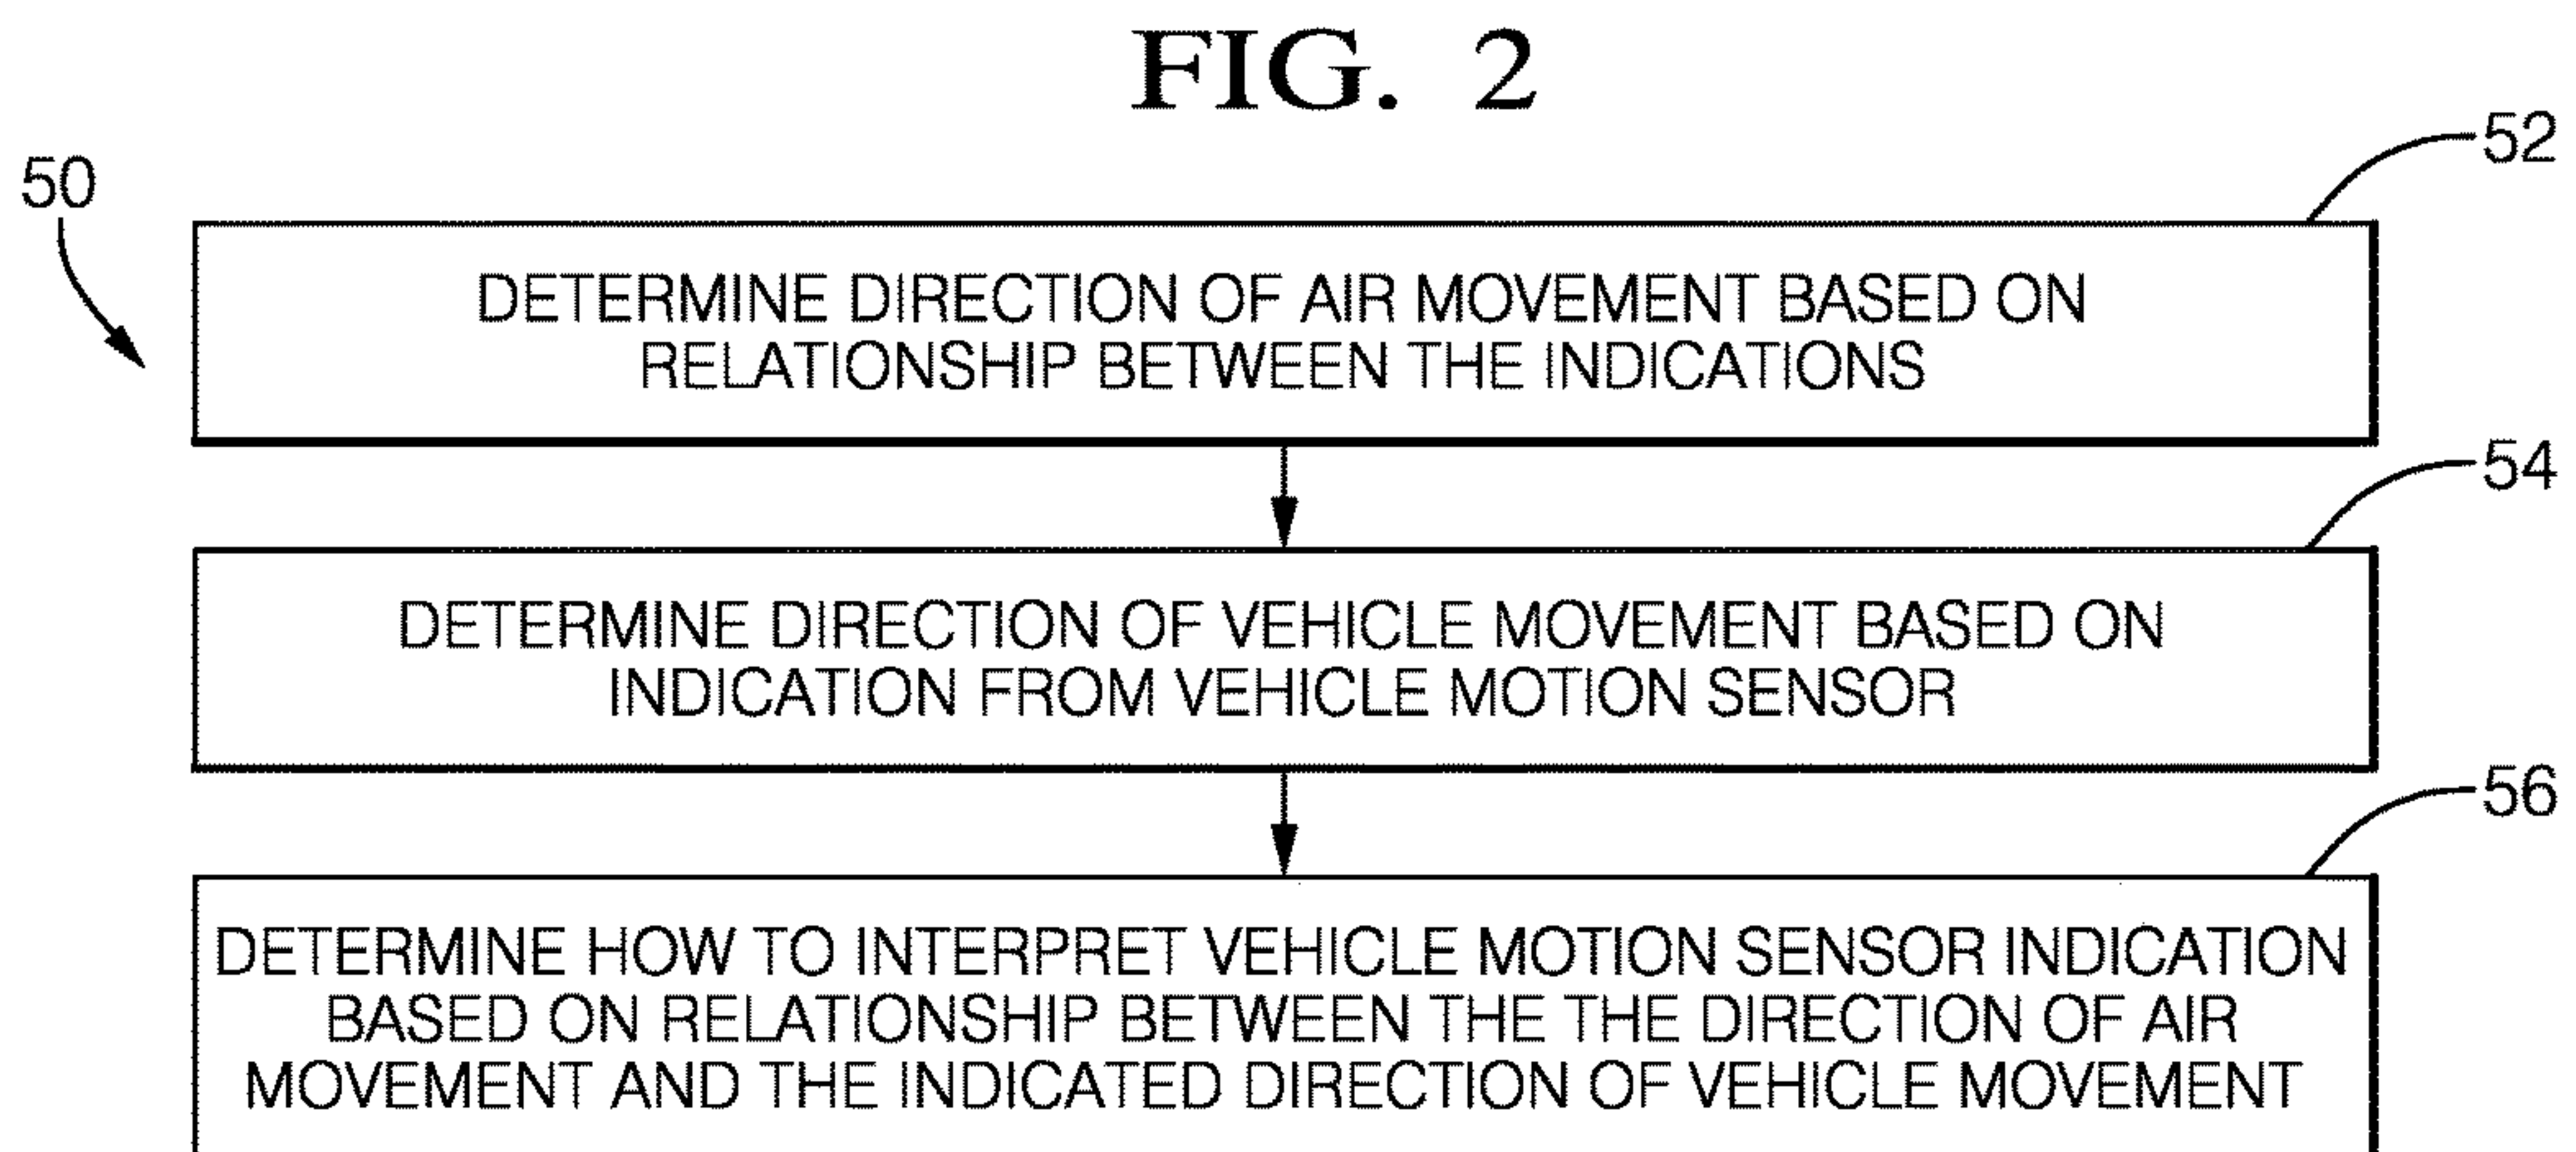 FIG. 2
50
52
DETERMINE DIRECTION OF AIR MOVEMENT BASED ON
RELATIONSHIP BETWEEN THE INDICATIONS
54
DETERMINE DIRECTION OF VEHICLE MOVEMENT BASED ON
INDICATION FROM VEHICLE MOTION SENSOR
56
DETERMINE HOW TO INTERPRET VEHICLE MOTION SENSOR INDICATION
BASED ON RELATIONSHIP BETWEEN THE THE DIRECTION OF AIR
MOVEMENT AND THE INDICATED DIRECTION OF VEHICLE MOVEMENT